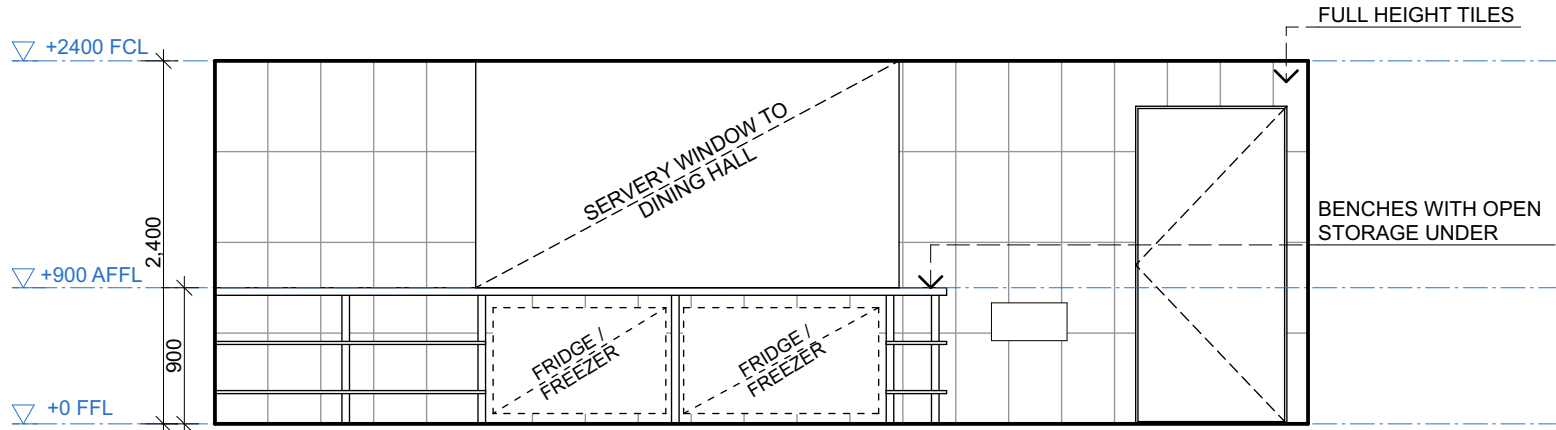 FULL HEIGHT TILES
+2400 FCL
SERVERY WINDOW TO
DINING HALL
BENCHES WITH OPEN
STORAGE UNDER
2,400
+900 AFFL
900
FRIDGE /
FREEZER
FRIDGE /
FREEZER
+0 FFL